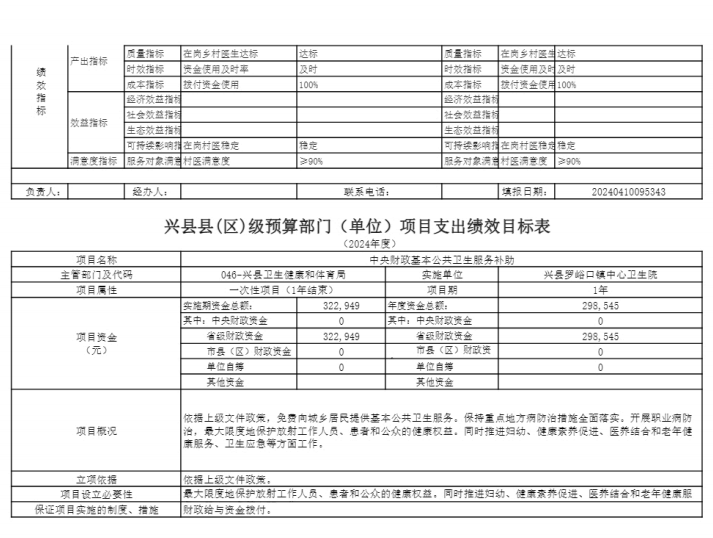 绩效指标
产出指标 质量指标 在岗乡村医生达标 达标 质量指标 在岗乡村医生 达标
时效指标 资金使用及时率 及时 时效指标 资金使用及时 及时
成本指标 拨付资金使用 100% 成本指标 拨付资金使用 100%
效益指标 经济效益指标 经济效益指标
社会效益指标 社会效益指标
生态效益指标 生态效益指标
可持续影响指 在岗村医稳定 稳定 可持续影响指 在岗村医稳定 稳定
满意度指标 服务对象满意 村医满意度 ≥90% 服务对象满意 村医满意度 ≥90%
负责人： 经办人： 联系电话： 填报日期： 20240410095343
兴县县(区)级预算部门（单位）项目支出绩效目标表
（2024年度）
项目名称 中央财政基本公共卫生服务补助
主管部门及代码 046-兴县卫生健康和体育局 实施单位 兴县罗峪口镇中心卫生院
项目属性 一次性项目（1年结束） 项目期 1年
项目资金（元） 实施期资金总额： 322,949 年度资金总额： 298,545
其中：中央财政资金 0 其中：中央财政资金 0
省级财政资金 322,949 省级财政资金 298,545
市县（区）财政资金 0 市县（区）财政资 0
单位自筹 0 单位自筹 0
其他资金 其他资金
项目概况 依据上级文件政策，免费向城乡居民提供基本公共卫生服务。保持重点地方病防治措施全面落实。开展职业病防
治，最大限度地保护放射工作人员、患者和公众的健康权益。同时推进妇幼、健康素养促进、医养结合和老年健
康服务、卫生应急等方面工作。
立项依据 依据上级文件政策。
项目设立必要性 最大限度地保护放射工作人员、患者和公众的健康权益。同时推进妇幼、健康素养促进、医养结合和老年健康服
保证项目实施的制度、措施 财政给与资金拨付。